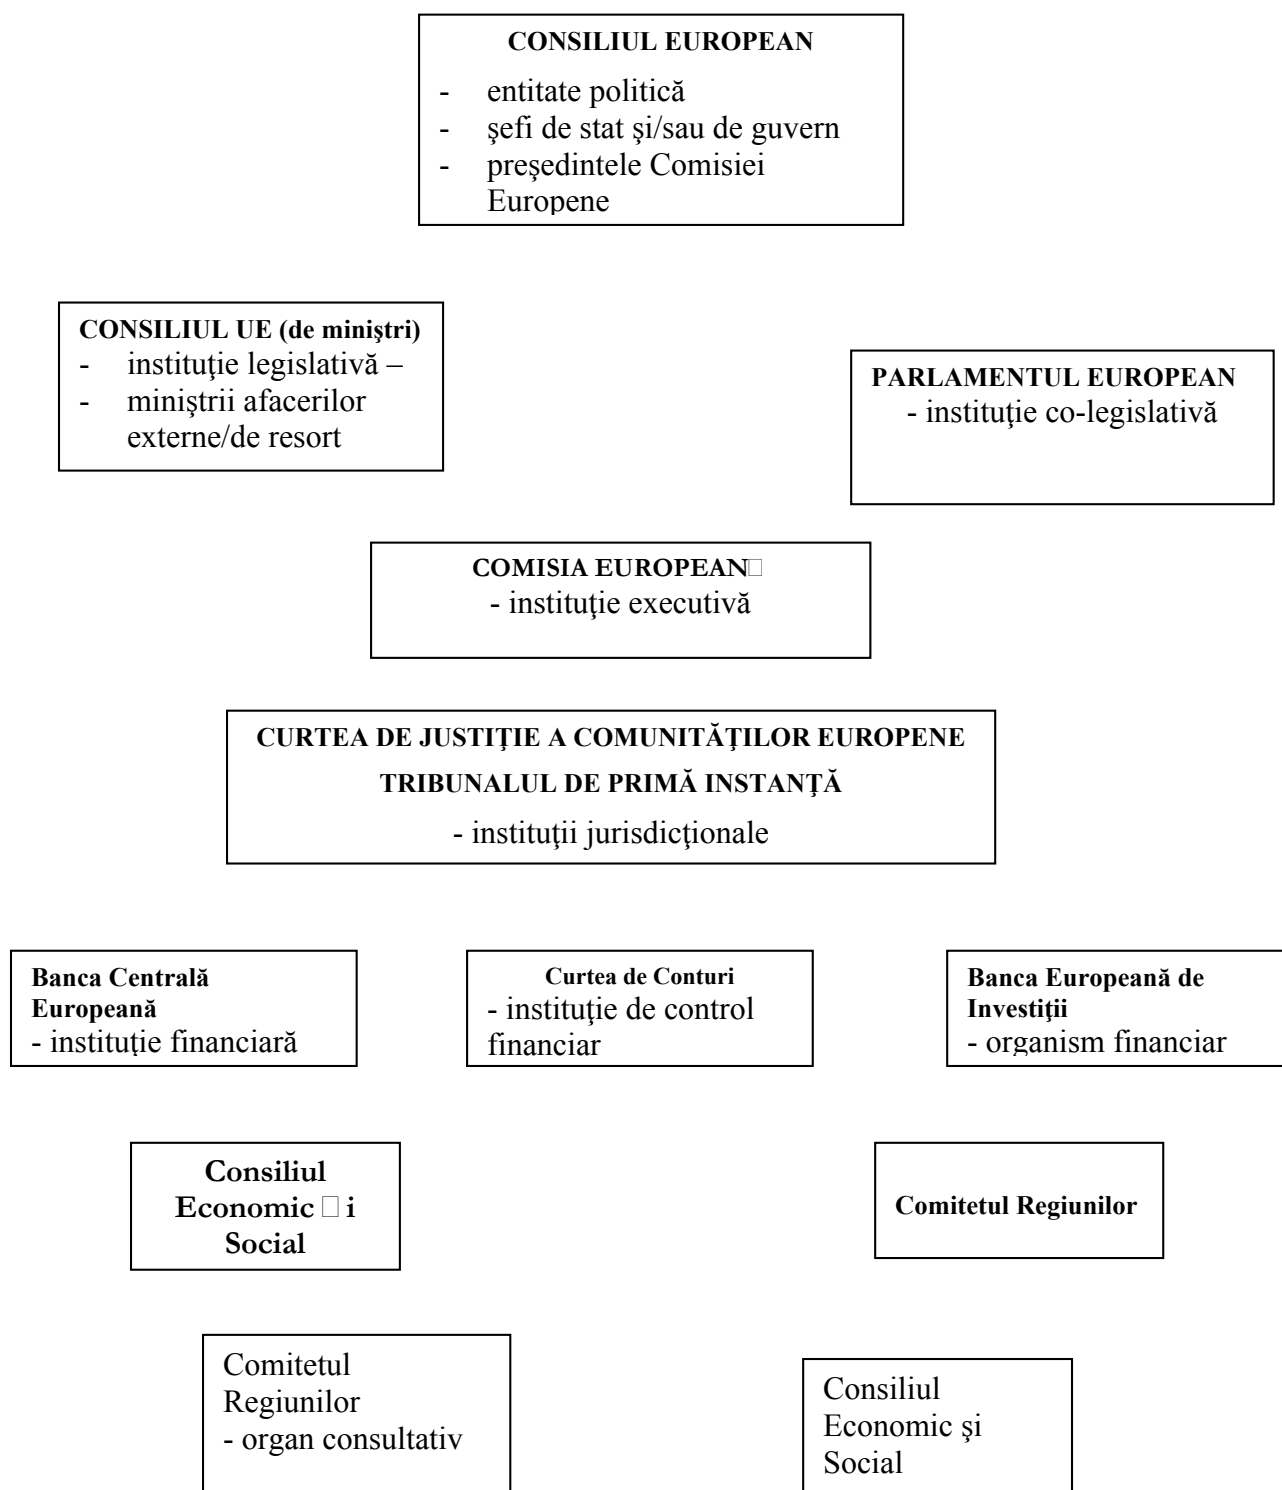 CONSILIUL EUROPEAN
- entitate politică
- şefi de stat şi/sau de guvern
- preşedintele Comisiei
Europene
CONSILIUL UE (de miniştri)
- instituţie legislativă –
- miniştrii afacerilor
externe/de resort
PARLAMENTUL EUROPEAN
- instituţie co-legislativă
COMISIA EUROPEAN□
- instituţie executivă
CURTEA DE JUSTIŢIE A COMUNITĂŢILOR EUROPENE
TRIBUNALUL DE PRIMĂ INSTANŢĂ
- instituţii jurisdicţionale
Banca Centrală
Europeană
- instituţie financiară
Curtea de Conturi
- instituţie de control
financiar
Banca Europeană de
Investiţii
- organism financiar
Consiliul
Economic □i
Social
Comitetul Regiunilor
Comitetul
Regiunilor
- organ consultativ
Consiliul
Economic şi
Social